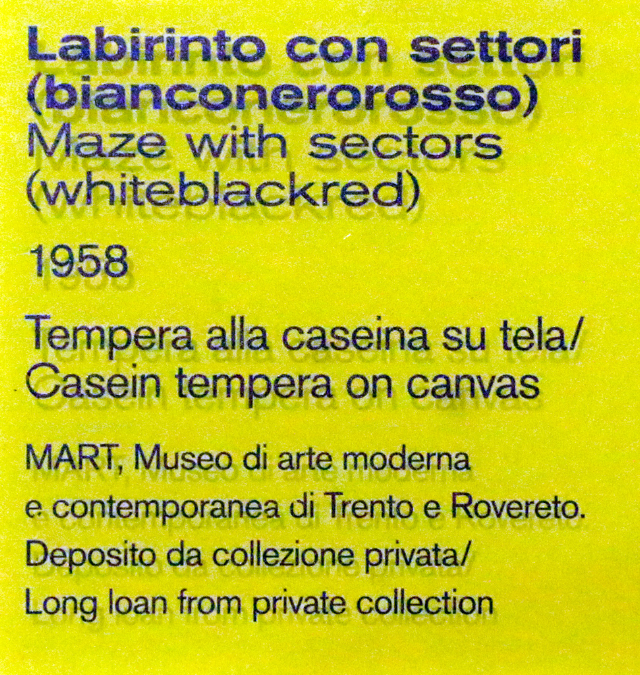 Labirinto con settori
(bianconerorosso)
Maze with sectors
(whiteblackred)
1958
Tempera alla caseina su tela/
Casein tempera on canvas
MART, Museo di arte moderna
e contemporanea di Trento e Rovereto.
Deposito da collezione privata/
Long loan from private collection